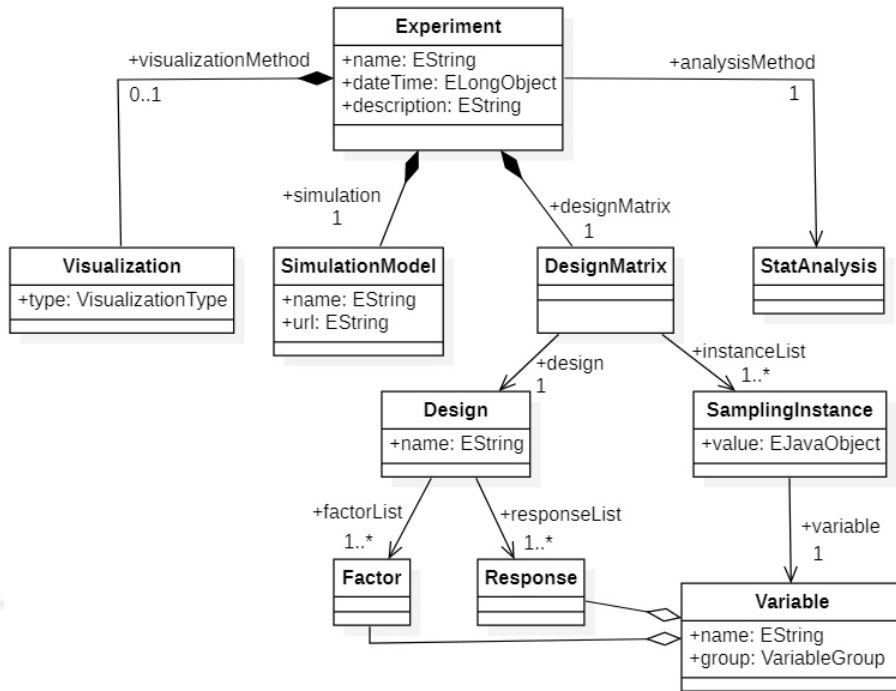 Experiment
+name: EString
+dateTime: ELongObject
+description: EString
+visualizationMethod
0..1
+analysisMethod
1
+simulation
1
+designMatrix
1
Visualization
+type: VisualizationType
SimulationModel
+name: EString
+url: EString
DesignMatrix
StatAnalysis
+design
1
+instanceList
1..*
Design
+name: EString
SamplingInstance
+value: EJavaObject
+factorList
1..*
+responseList
1..*
+variable
1
Factor
Response
Variable
+name: EString
+group: VariableGroup